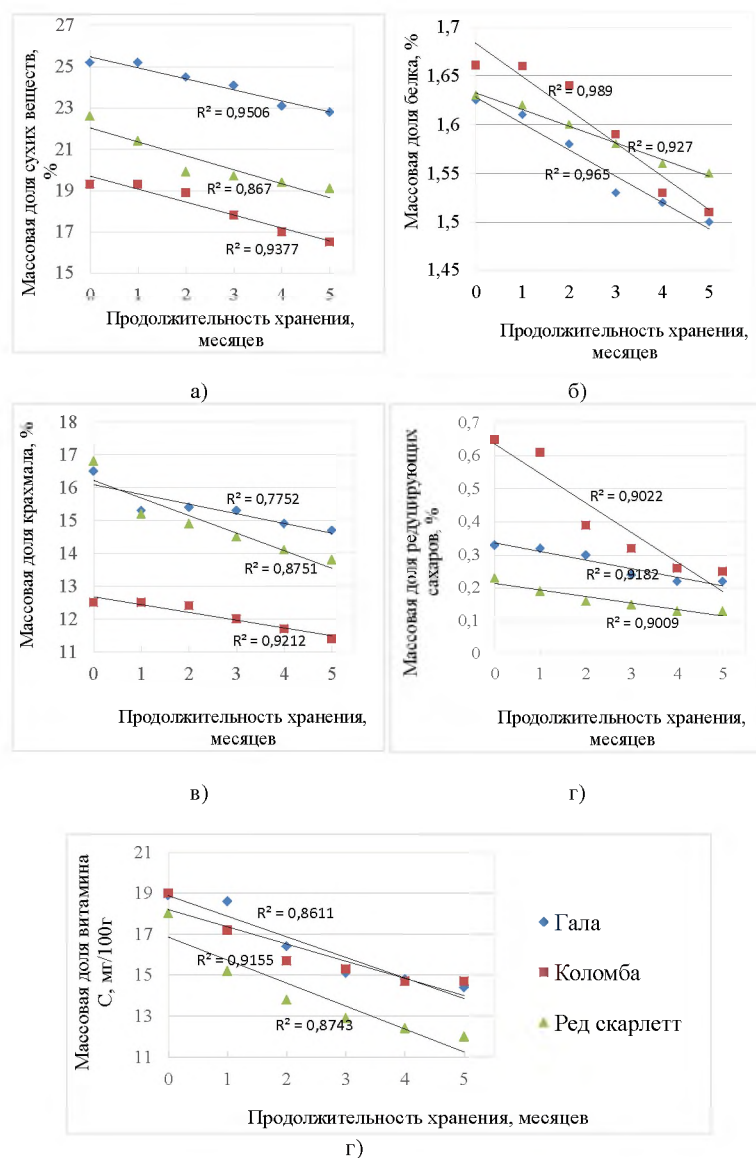 Массовая доля сухих веществ,
%
27
25
23
21
19
17
15
R² = 0,9506
R² = 0,867
R² = 0,9377
0 1 2 3 4 5
Продолжительность хранения,
месяцев
а)
Массовая доля белка, %
1,7
1,65
1,6
1,55
1,5
1,45
R² = 0,989
R² = 0,927
R² = 0,965
0 1 2 3 4 5
Продолжительность хранения,
месяцев
б)
Массовая доля крахмала, %
18
17
16
15
14
13
12
11
R² = 0,7752
R² = 0,8751
R² = 0,9212
0 1 2 3 4 5
Продолжительность хранения,
месяцев
в)
Массовая доля редуцирующих
сахаров, %
0,7
0,6
0,5
0,4
0,3
0,2
0,1
0
R² = 0,9022
R² = 0,9182
R² = 0,9009
0 1 2 3 4 5
Продолжительность хранения,
месяцев
г)
Массовая доля витамина
С, мг/100г
21
19
17
15
13
11
R² = 0,8611
R² = 0,9155
R² = 0,8743
0 1 2 3 4 5
Продолжительность хранения, месяцев
Гала
Коломба
Ред скарлетт
г)